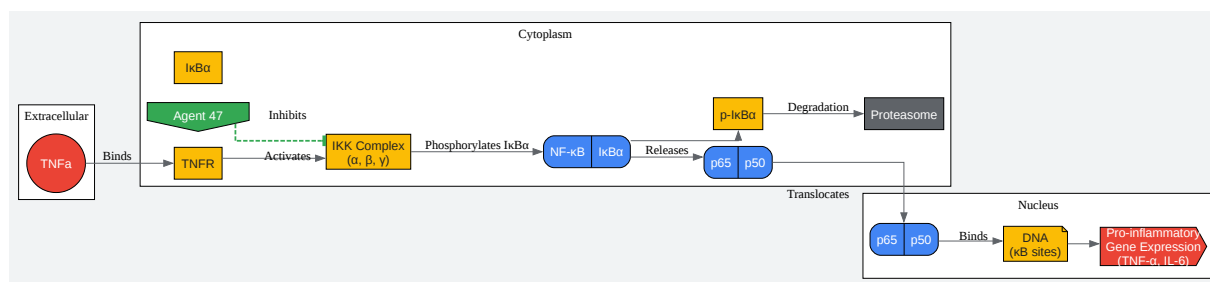 Cytoplasm
IκBα
Extracellular
TNFa
Binds
Agent 47
Inhibits
TNFR
Activates
IKK Complex
(α, β, γ)
Phosphorylates IκBα
NF-κB
IκBα
Releases
p-IκBα
Degradation
Proteasome
p65
p50
Translocates
Nucleus
p65
p50
Binds
DNA
(κB sites)
Pro-inflammatory
Gene Expression
(TNF-α, IL-6)